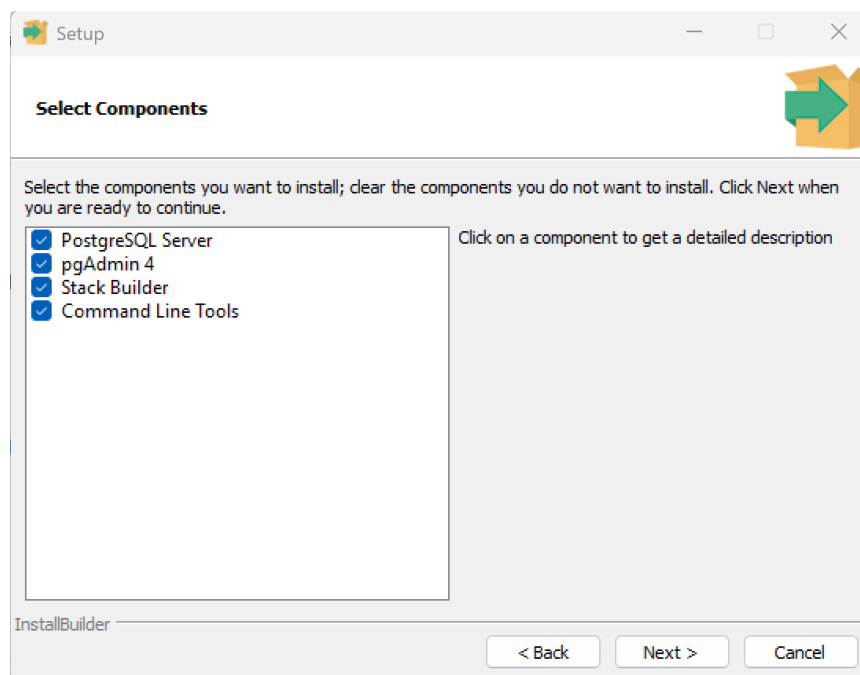 Setup
Select Components
Select the components you want to install; clear the components you do not want to install. Click Next when
you are ready to continue.
PostgreSQL Server
pgAdmin 4
Stack Builder
Command Line Tools
Click on a component to get a detailed description
InstallBuilder
< Back
Next >
Cancel